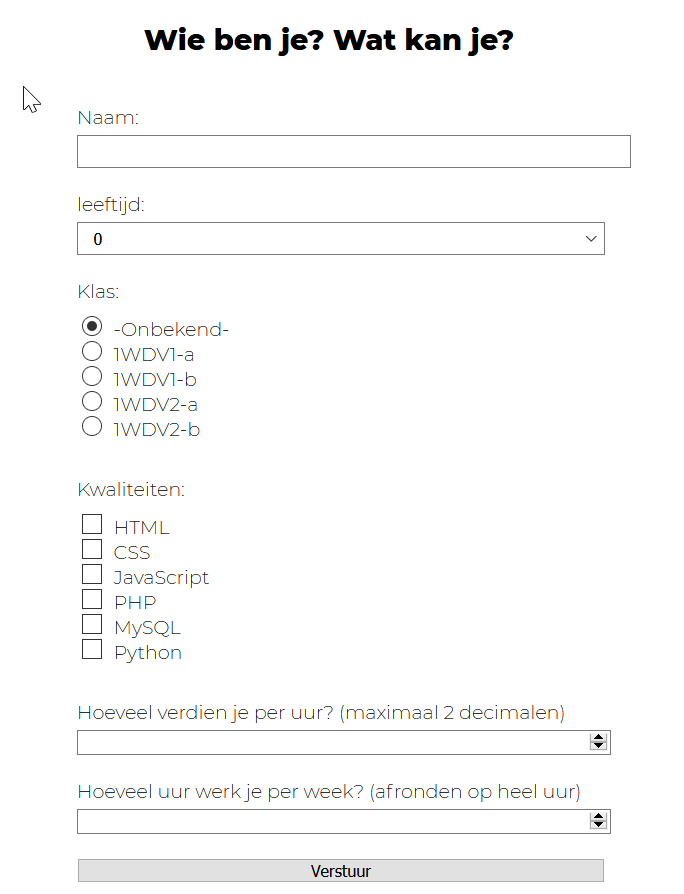 Wie ben je? Wat kan je?
Naam:
leeftijd:
0
Klas:
-Onbekend-
1WDV1-a
1WDV1-b
1WDV2-a
1WDV2-b
Kwaliteiten:
HTML
CSS
JavaScript
PHP
MySQL
Python
Hoeveel verdien je per uur? (maximaal 2 decimalen)
Hoeveel uur werk je per week? (afronden op heel uur)
Verstuur